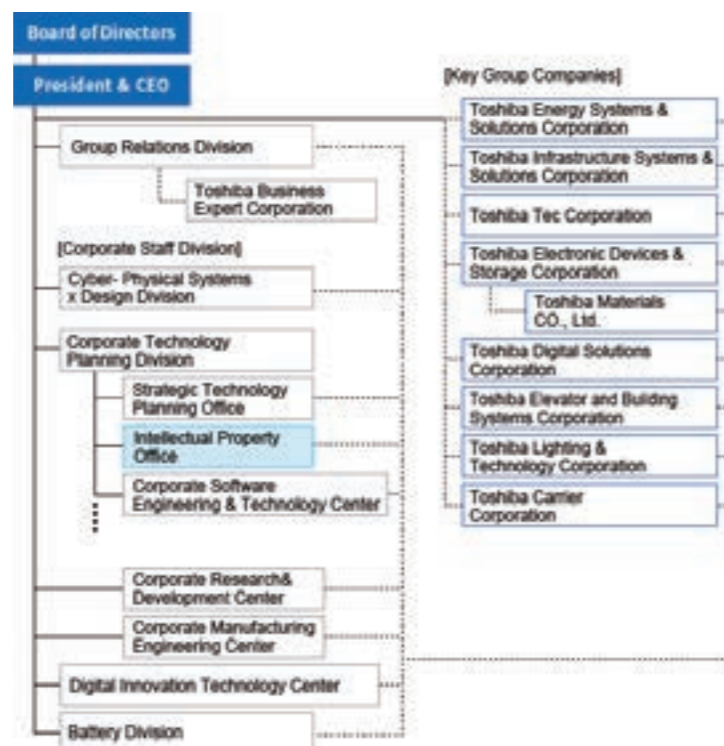 Board of Directors
President & CEO
Group Relations Division
Toshiba Business
Expert Corporation
[Corporate Staff Division]
Cyber- Physical Systems
x Design Division
Corporate Technology
Planning Division
Strategic Technology
Planning Office
Intellectual Property
Office
Corporate Software
Engineering & Technology Center
Corporate Research&
Development Center
Corporate Manufacturing
Engineering Center
Digital Innovation Technology Center
Battery Division
[Key Group Companies]
Toshiba Energy Systems &
Solutions Corporation
Toshiba Infrastructure Systems &
Solutions Corporation
Toshiba Tec Corporation
Toshiba Electronic Devices &
Storage Corporation
Toshiba Materials
CO., Ltd.
Toshiba Digital Solutions
Corporation
Toshiba Elevator and Building
Systems Corporation
Toshiba Lighting &
Technology Corporation
Toshiba Carrier
Corporation